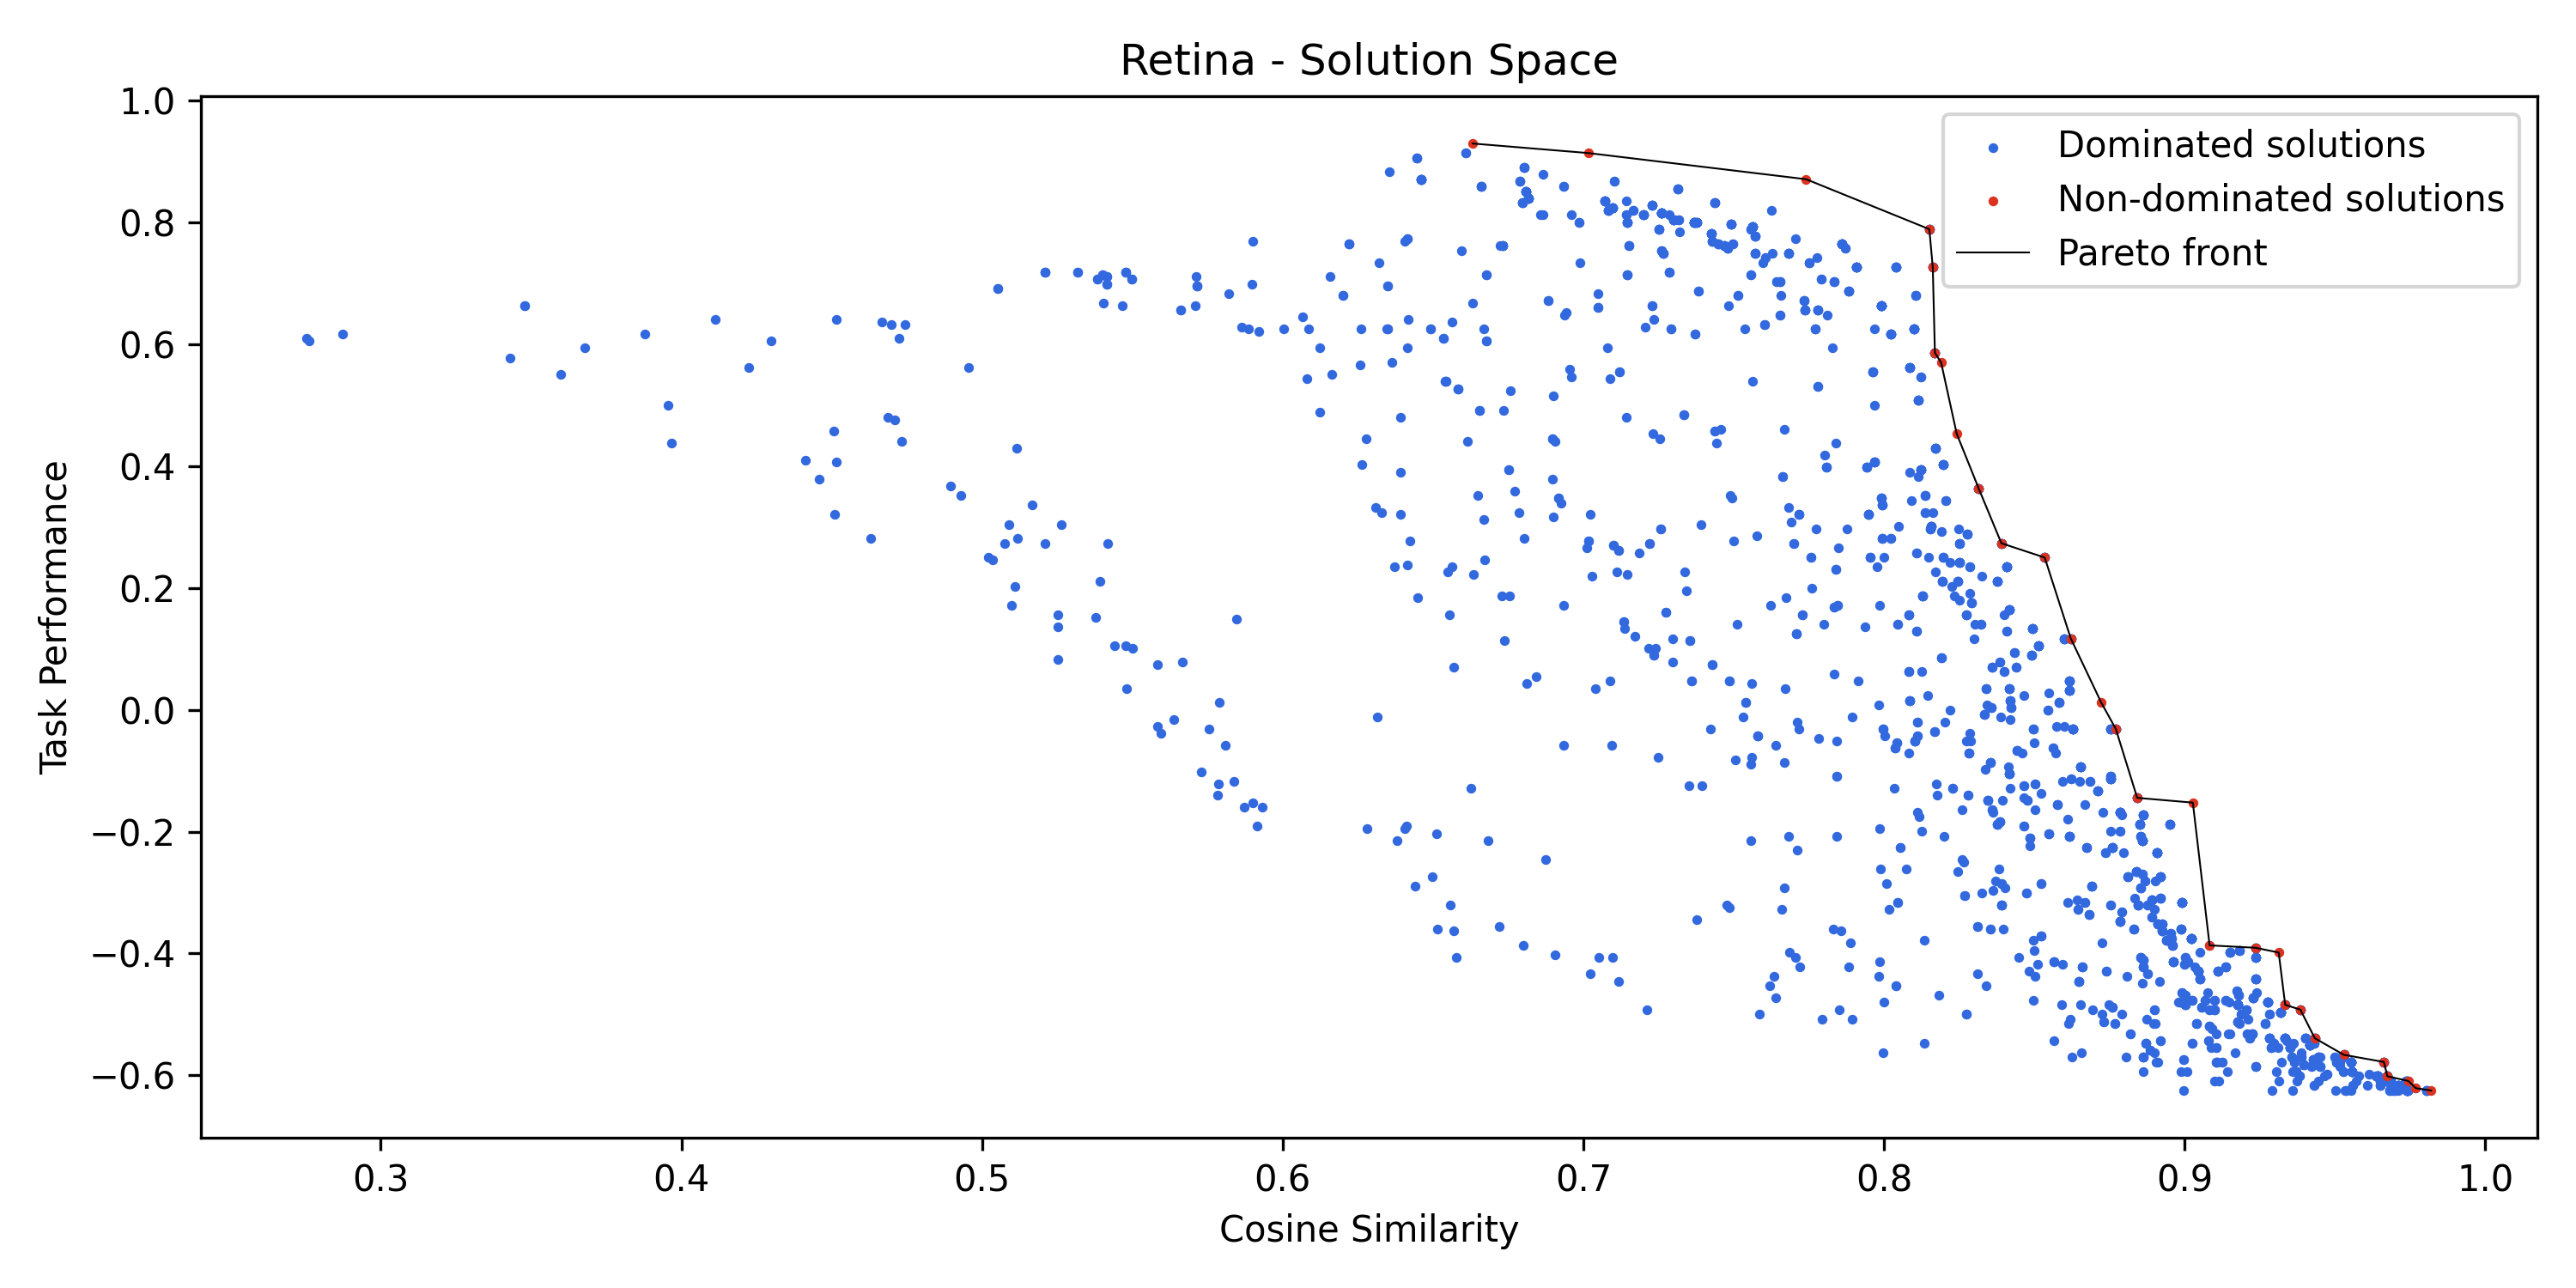 Retina - Solution Space
1.0
0.8
0.6
0.4
0.2
0.0
−0.2
−0.4
−0.6
Task Performance
Dominated solutions
Non-dominated solutions
Pareto front
0.3 0.4 0.5 0.6 0.7 0.8 0.9 1.0
Cosine Similarity